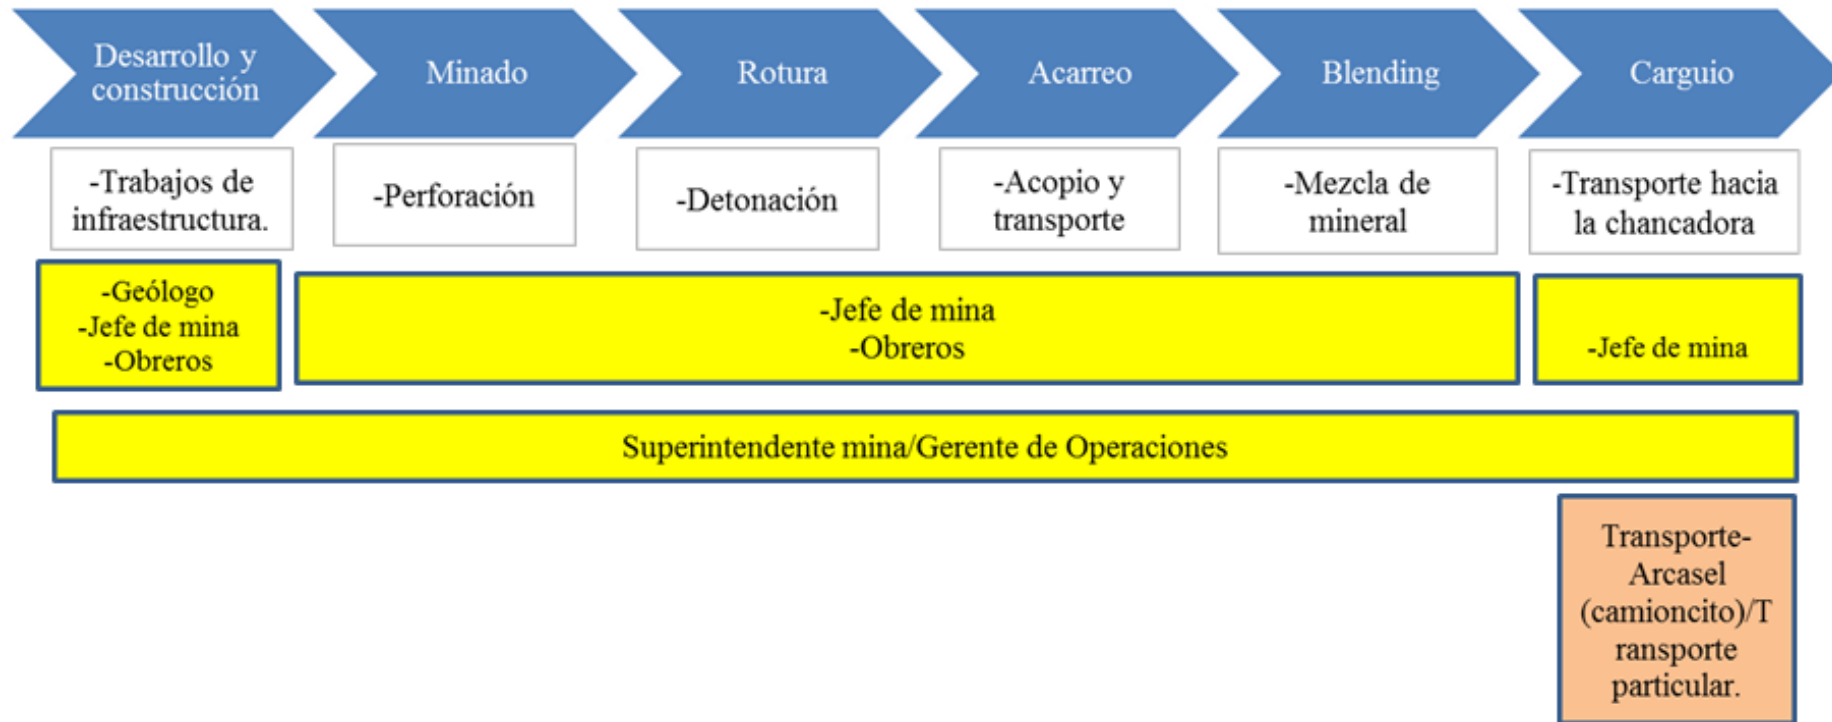 Desarrollo y
construcción
Minado
Rotura
Acarreo
Blending
Carguio
-Trabajos de
infraestructura.
-Perforación
-Detonación
-Acopio y
transporte
-Mezcla de
mineral
-Transporte hacia
la chancadora
-Geólogo
-Jefe de mina
-Obreros
-Jefe de mina
-Obreros
-Jefe de mina
Superintendente mina/Gerente de Operaciones
Transporte-
Arcasel
(camioncito)/T
ransporte
particular.